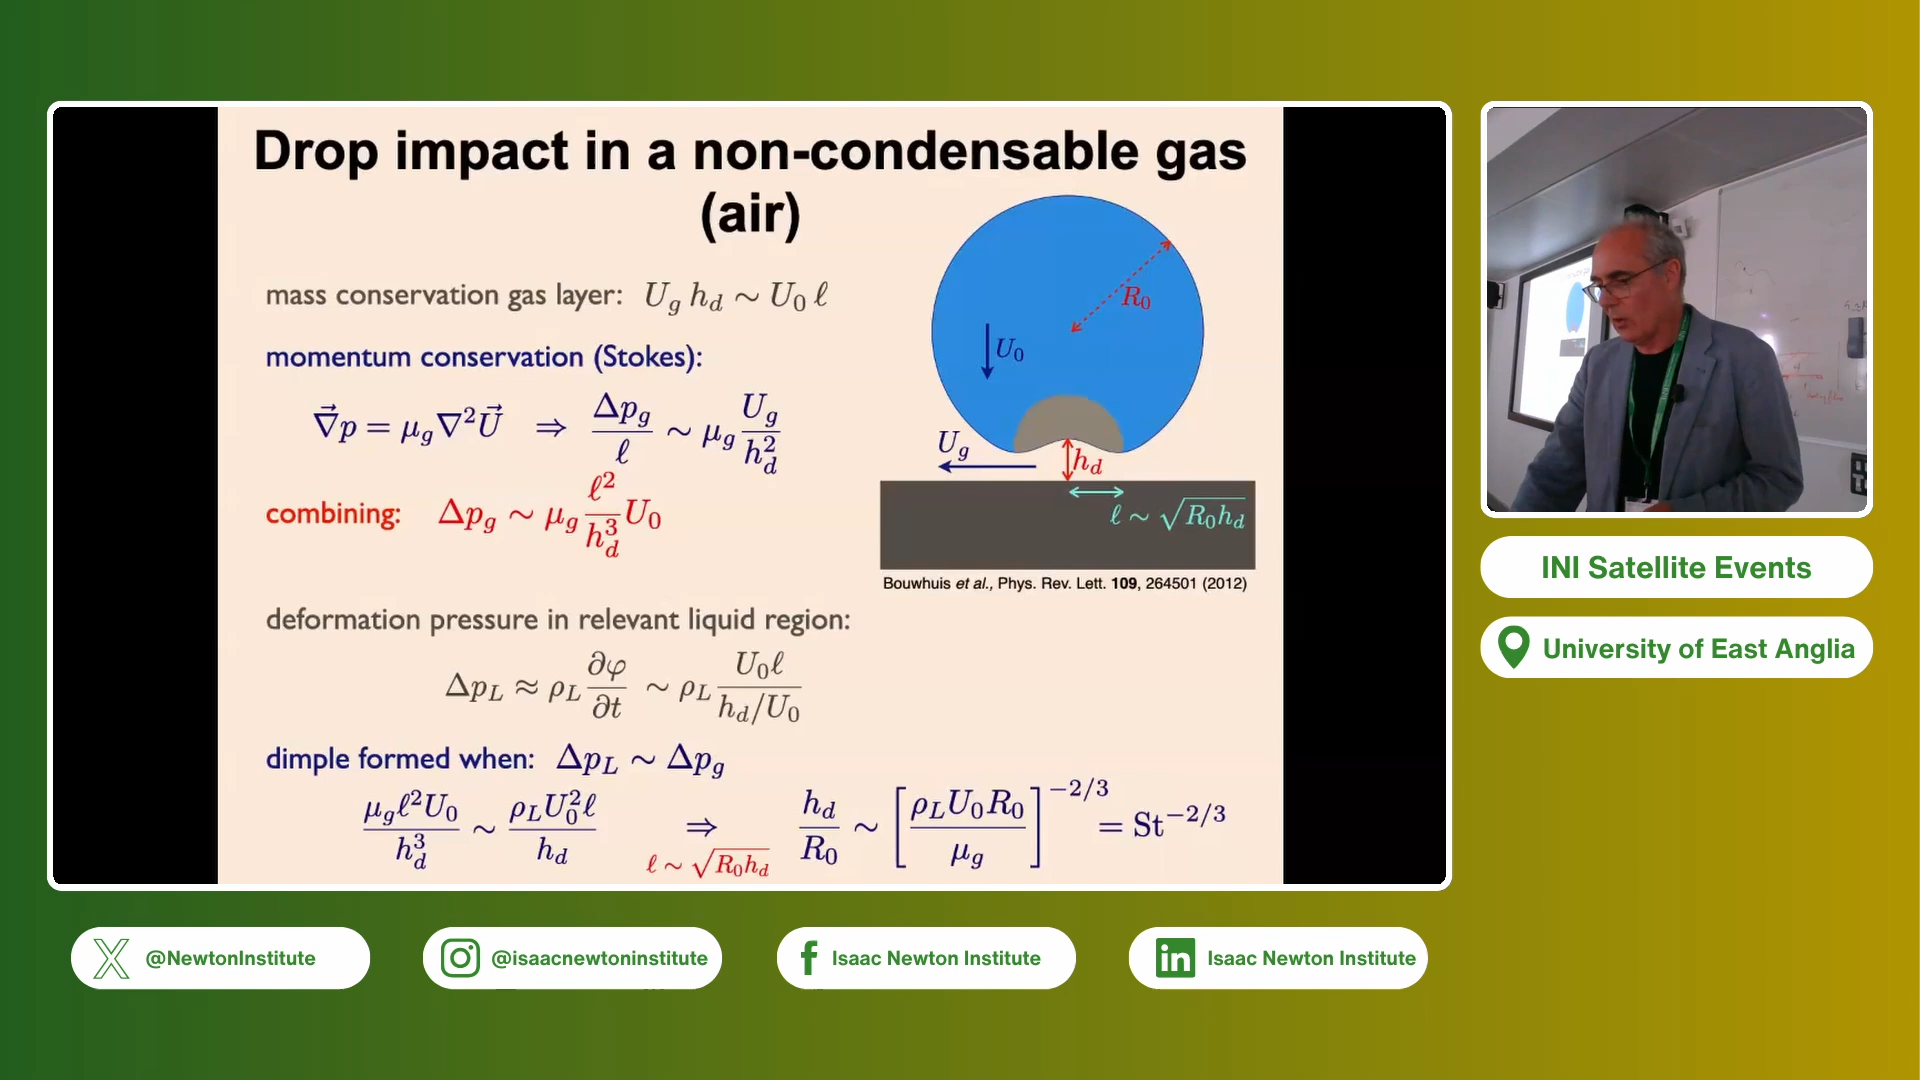 Drop impact in a non-condensable gas
(air)
mass conservation gas layer: U_g h_d ∼ U_0 ℓ
momentum conservation (Stokes):
∇⃗p = μ_g ∇²U⃗ ⇒ Δp_g/ℓ ∼ μ_g U_g/h_d²
combining: Δp_g ∼ μ_g ℓ²/h_d³ U_0
R_0
U_0
U_g
h_d
ℓ ∼ √(R_0 h_d)
Bouwhuis et al., Phys. Rev. Lett. 109, 264501 (2012)
deformation pressure in relevant liquid region:
Δp_L ≈ ρ_L ∂φ/∂t ∼ ρ_L U_0 ℓ/(h_d/U_0)
dimple formed when: Δp_L ∼ Δp_g
μ_g ℓ² U_0/h_d³ ∼ ρ_L U_0² ℓ/h_d ⇒ h_d/R_0 ∼ [ρ_L U_0 R_0/μ_g]^(−2/3) = St^(−2/3)
ℓ ∼ √(R_0 h_d)
INI Satellite Events
University of East Anglia
@NewtonInstitute
@isaacnewtoninstitute
Isaac Newton Institute
Isaac Newton Institute